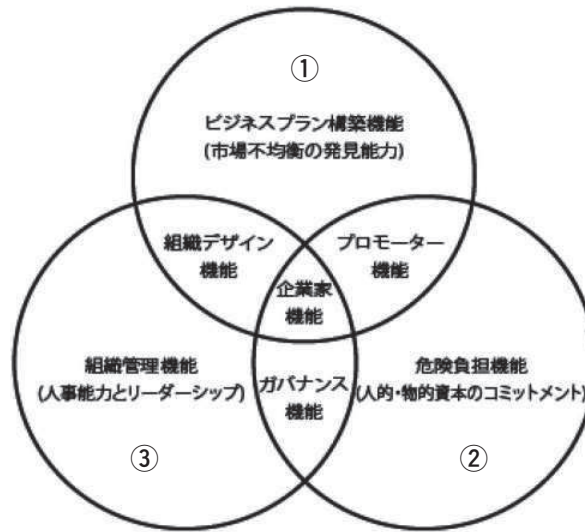 ①
ビジネスプラン構築機能
(市場不均衡の発見能力)
組織デザイン
機能
プロモーター
機能
企業家
機能
組織管理機能
(人事能力とリーダーシップ)
ガバナンス
機能
危険負担機能
(人的・物的資本のコミットメント)
③
②